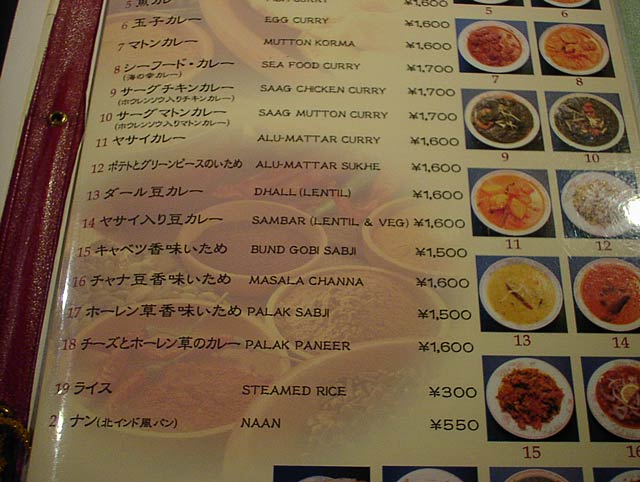 5 魚カレー FISH CURRY ¥1,600
6 玉子カレー EGG CURRY ¥1,600
7 マトンカレー MUTTON KORMA ¥1,600
8 シーフード・カレー SEA FOOD CURRY ¥1,700
(海の幸カレー)
9 サーグチキンカレー SAAG CHICKEN CURRY ¥1,700
(ホウレンソウ入りチキンカレー)
10 サーグマトンカレー SAAG MUTTON CURRY ¥1,700
(ホウレンソウ入りマトンカレー)
11 ヤサイカレー ALU-MATTAR CURRY ¥1,600
12 ポテトとグリーンピースのいため ALU-MATTAR SUKHE ¥1,600
13 ダール豆カレー DHALL (LENTIL) ¥1,600
14 ヤサイ入り豆カレー SAMBAR (LENTIL & VEG) ¥1,600
15 キャベツ香味いため BUND GOBI SABJI ¥1,500
16 チャナ豆香味いため MASALA CHANNA ¥1,600
17 ホーレン草香味いため PALAK SABJI ¥1,500
18 チーズとホーレン草のカレー PALAK PANEER ¥1,600
19 ライス STEAMED RICE ¥300
2 ナン(北インド風パン) NAAN ¥550
5 6
7 8
9 10
11 12
13 14
15 16